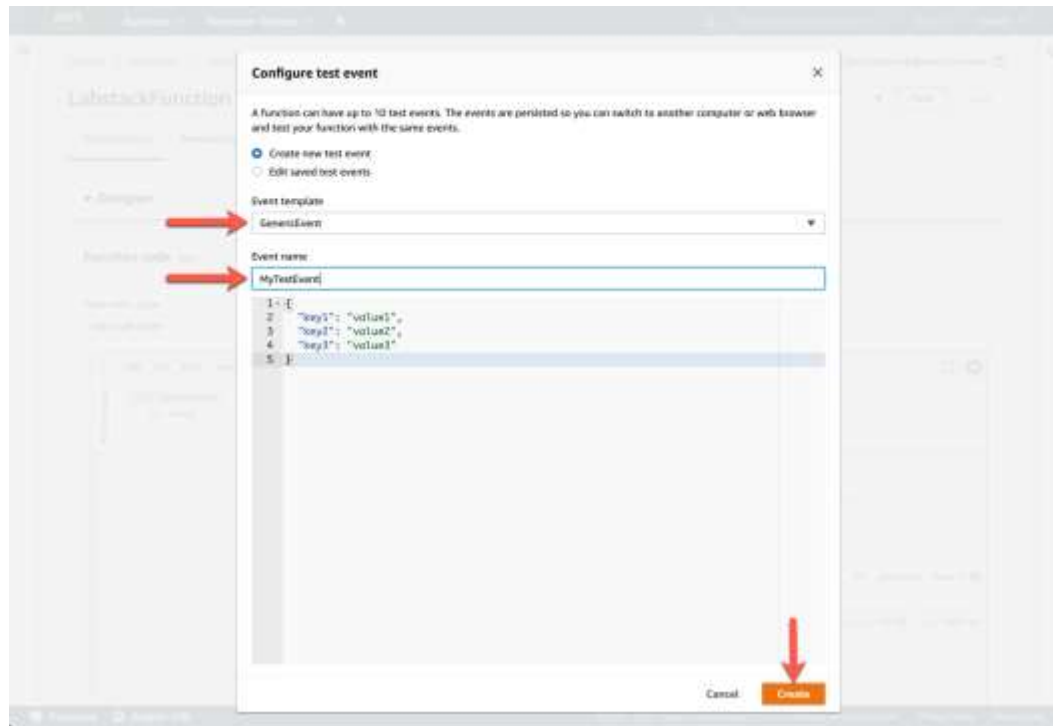 LabstackFunction
Configure test event
A function can have up to 10 test events. The events are persisted so you can switch to another computer or web browser
and test your function with the same events.
Create new test event
Edit saved test events
Event template
GenericEvent
Event name
MyTestEvent
1 {
2 "key1": "value1",
3 "key2": "value2",
4 "key3": "value3"
5 }
Cancel
Create